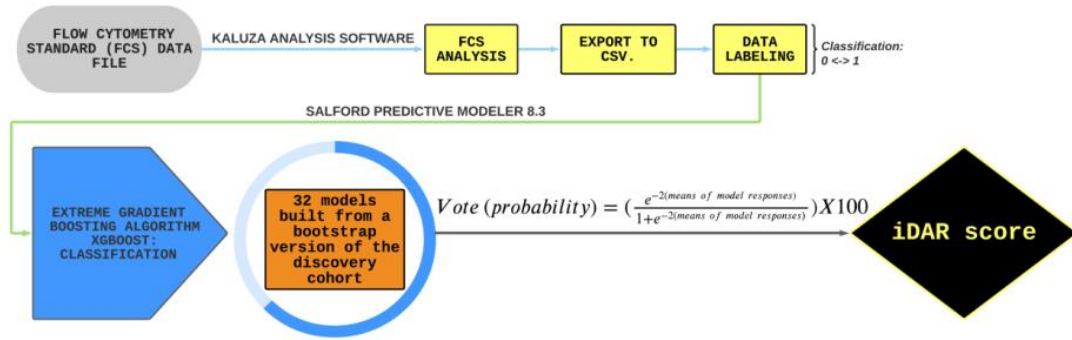 FLOW CYTOMETRY
STANDARD (FCS) DATA
FILE
KALUZA ANALYSIS SOFTWARE
FCS
ANALYSIS
EXPORT TO
CSV.
DATA
LABELING
Classification:
0 <-> 1
SALFORD PREDICTIVE MODELER 8.3
EXTREME GRADIENT
BOOSTING ALGORITHM
XGBOOST:
CLASSIFICATION
32 models
built from a
bootstrap
version of the
discovery
cohort
Vote (probability) = (e^{-2(means of model responses)} / 1+e^{-2(means of model responses)})X100
iDAR score